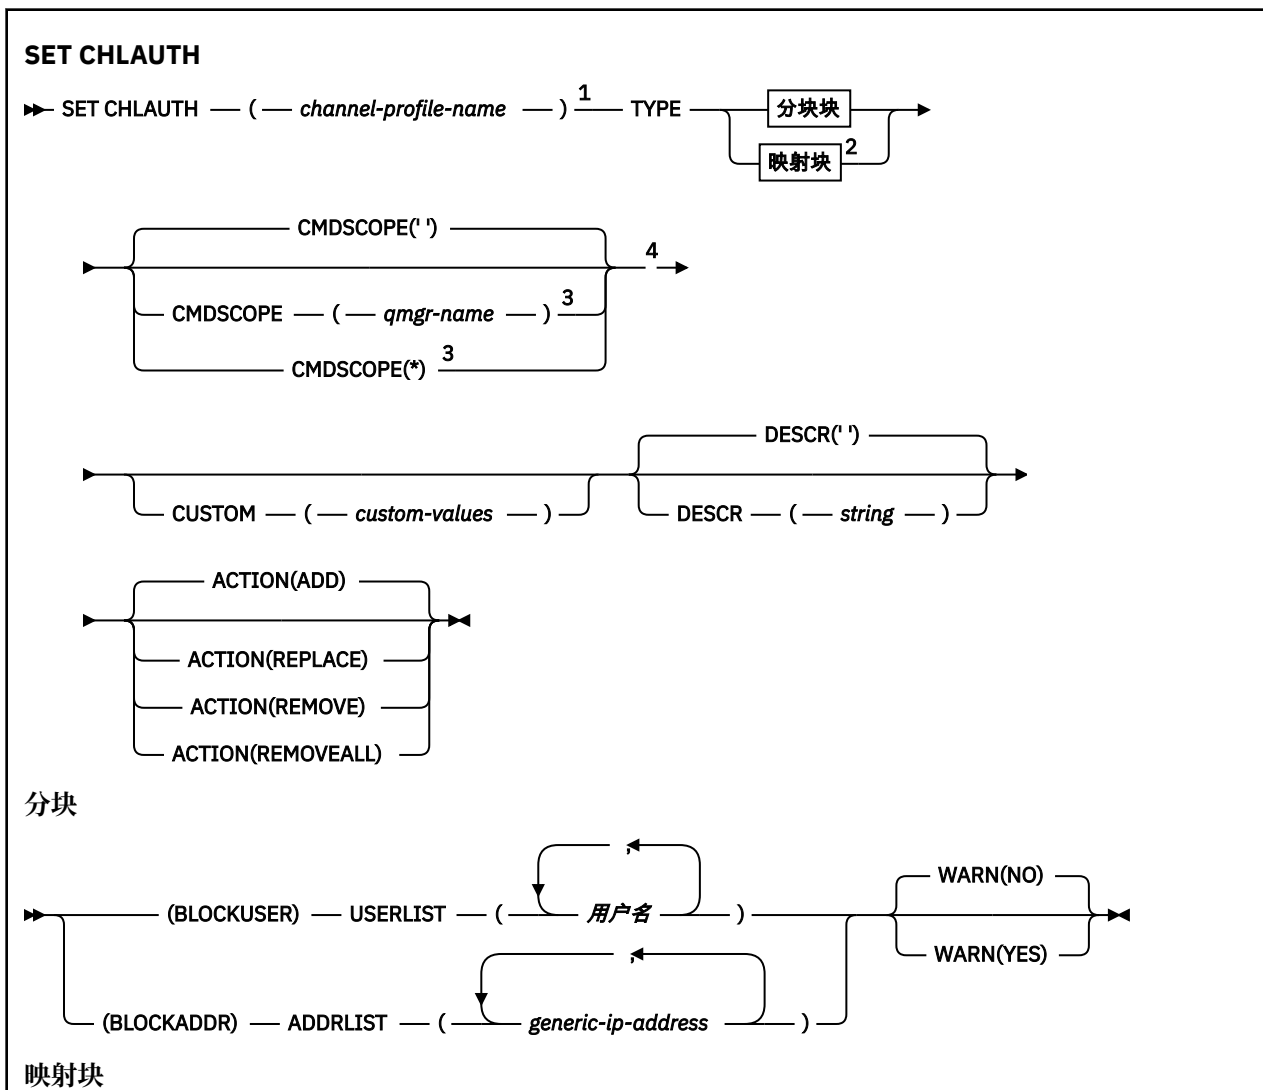 SET CHLAUTH
SET CHLAUTH ( channel-profile-name ) 1 TYPE 分块块
映射块 2
CMDSCOPE(' ')
4
CMDSCOPE ( qmgr-name ) 3
CMDSCOPE(*) 3
DESCR(' ')
CUSTOM ( custom-values ) DESCR ( string )
ACTION(ADD)
ACTION(REPLACE)
ACTION(REMOVE)
ACTION(REMOVEALL)
分块
,
WARN(NO)
(BLOCKUSER) USERLIST ( 用户名 )
WARN(YES)
,
(BLOCKADDR) ADDRLIST ( generic-ip-address )
映射块